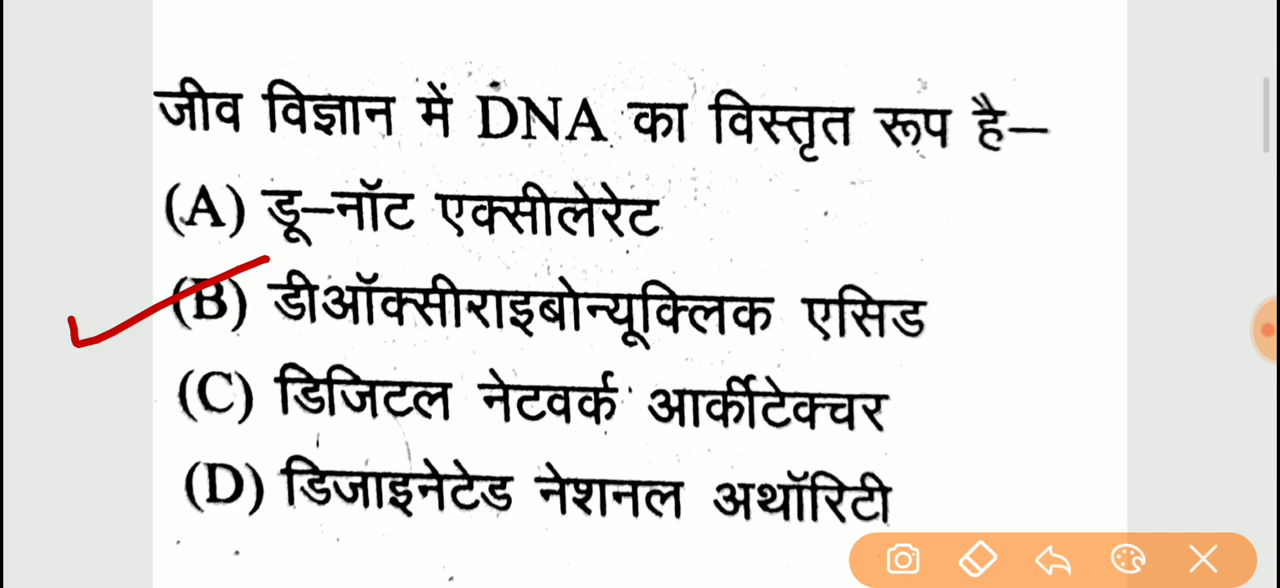 जीव विज्ञान में DNA का विस्तृत रूप है–
(A) डू–नॉट एक्सीलेरेट
(B) डीऑक्सीराइबोन्यूक्लिक एसिड
(C) डिजिटल नेटवर्क आर्कीटेक्चर
(D) डिजाइनेटेड नेशनल अथॉरिटी